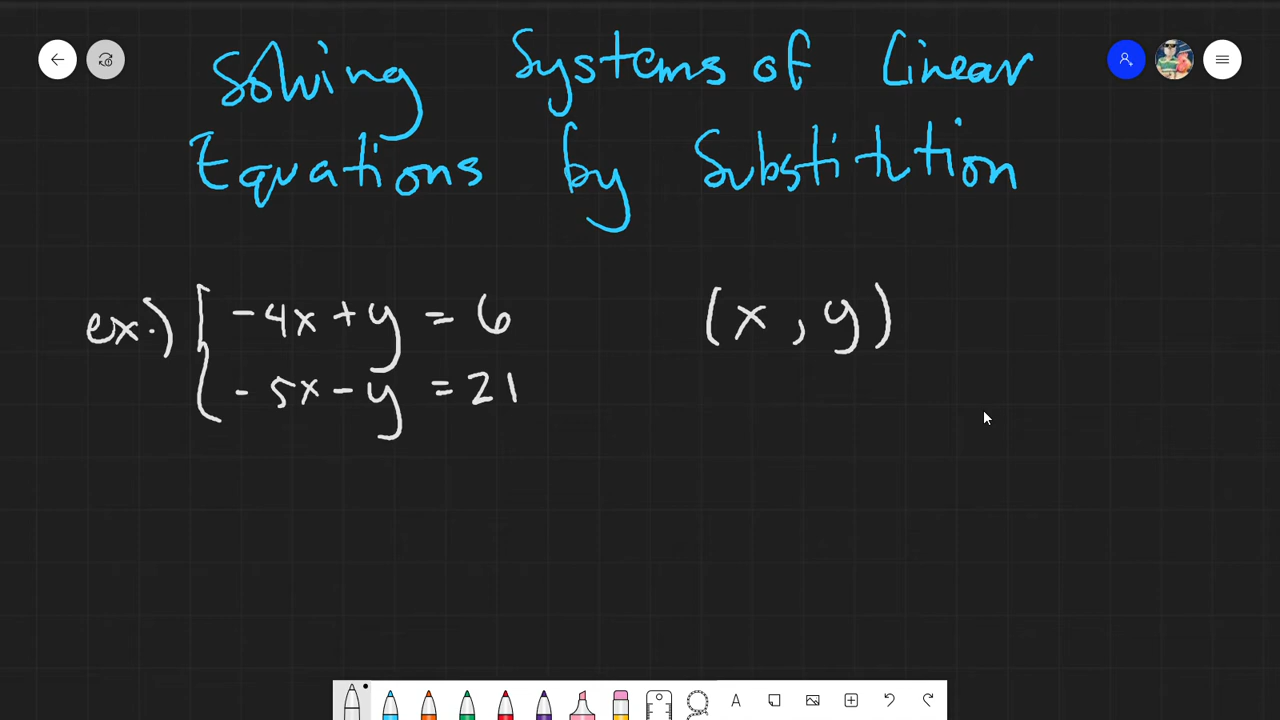 Solving Systems of Linear
Equations by Substitution
ex.) { -4x + y = 6
- 5x - y = 21
(x , y)
A